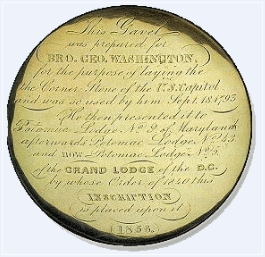 This Gavel
was prepared for
BRO. GEO. WASHINGTON,
for the purpose of laying the
the Corner Stone of the U.S. Capitol
and was so used by him Sept. 18. 1793
He then presented it to
Potomac Lodge No. 9 of Maryland
afterwards Potomac Lodge No. 43
and now Potomac Lodge No. 5.
of the GRAND LODGE of the D.C.
by whose Order of 1840 this
INSCRIPTION
is placed upon it